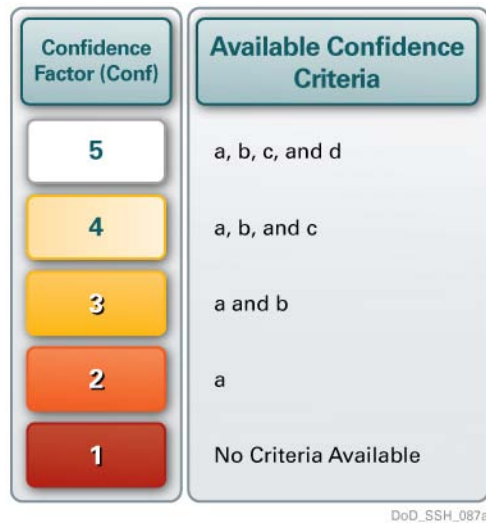 Confidence
Factor (Conf)
Available Confidence
Criteria
5
a, b, c, and d
4
a, b, and c
3
a and b
2
a
1
No Criteria Available
DoD_SSH_087a